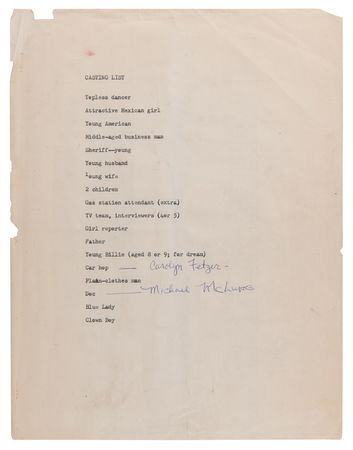 CASTING LIST
Topless dancer
Attractive Mexican girl
Young American
Middle-aged business man
Sheriff--young
Young husband
Young wife
2 children
Gas station attendant (extra)
TV team, interviewers (4or 5)
Girl reporter
Father
Young Billie (aged 8 or 9; for dream)
Car hop — Carolyn Fetzer -
Plain-clothes man
Doc — Michael
Blue Lady
Clown Boy